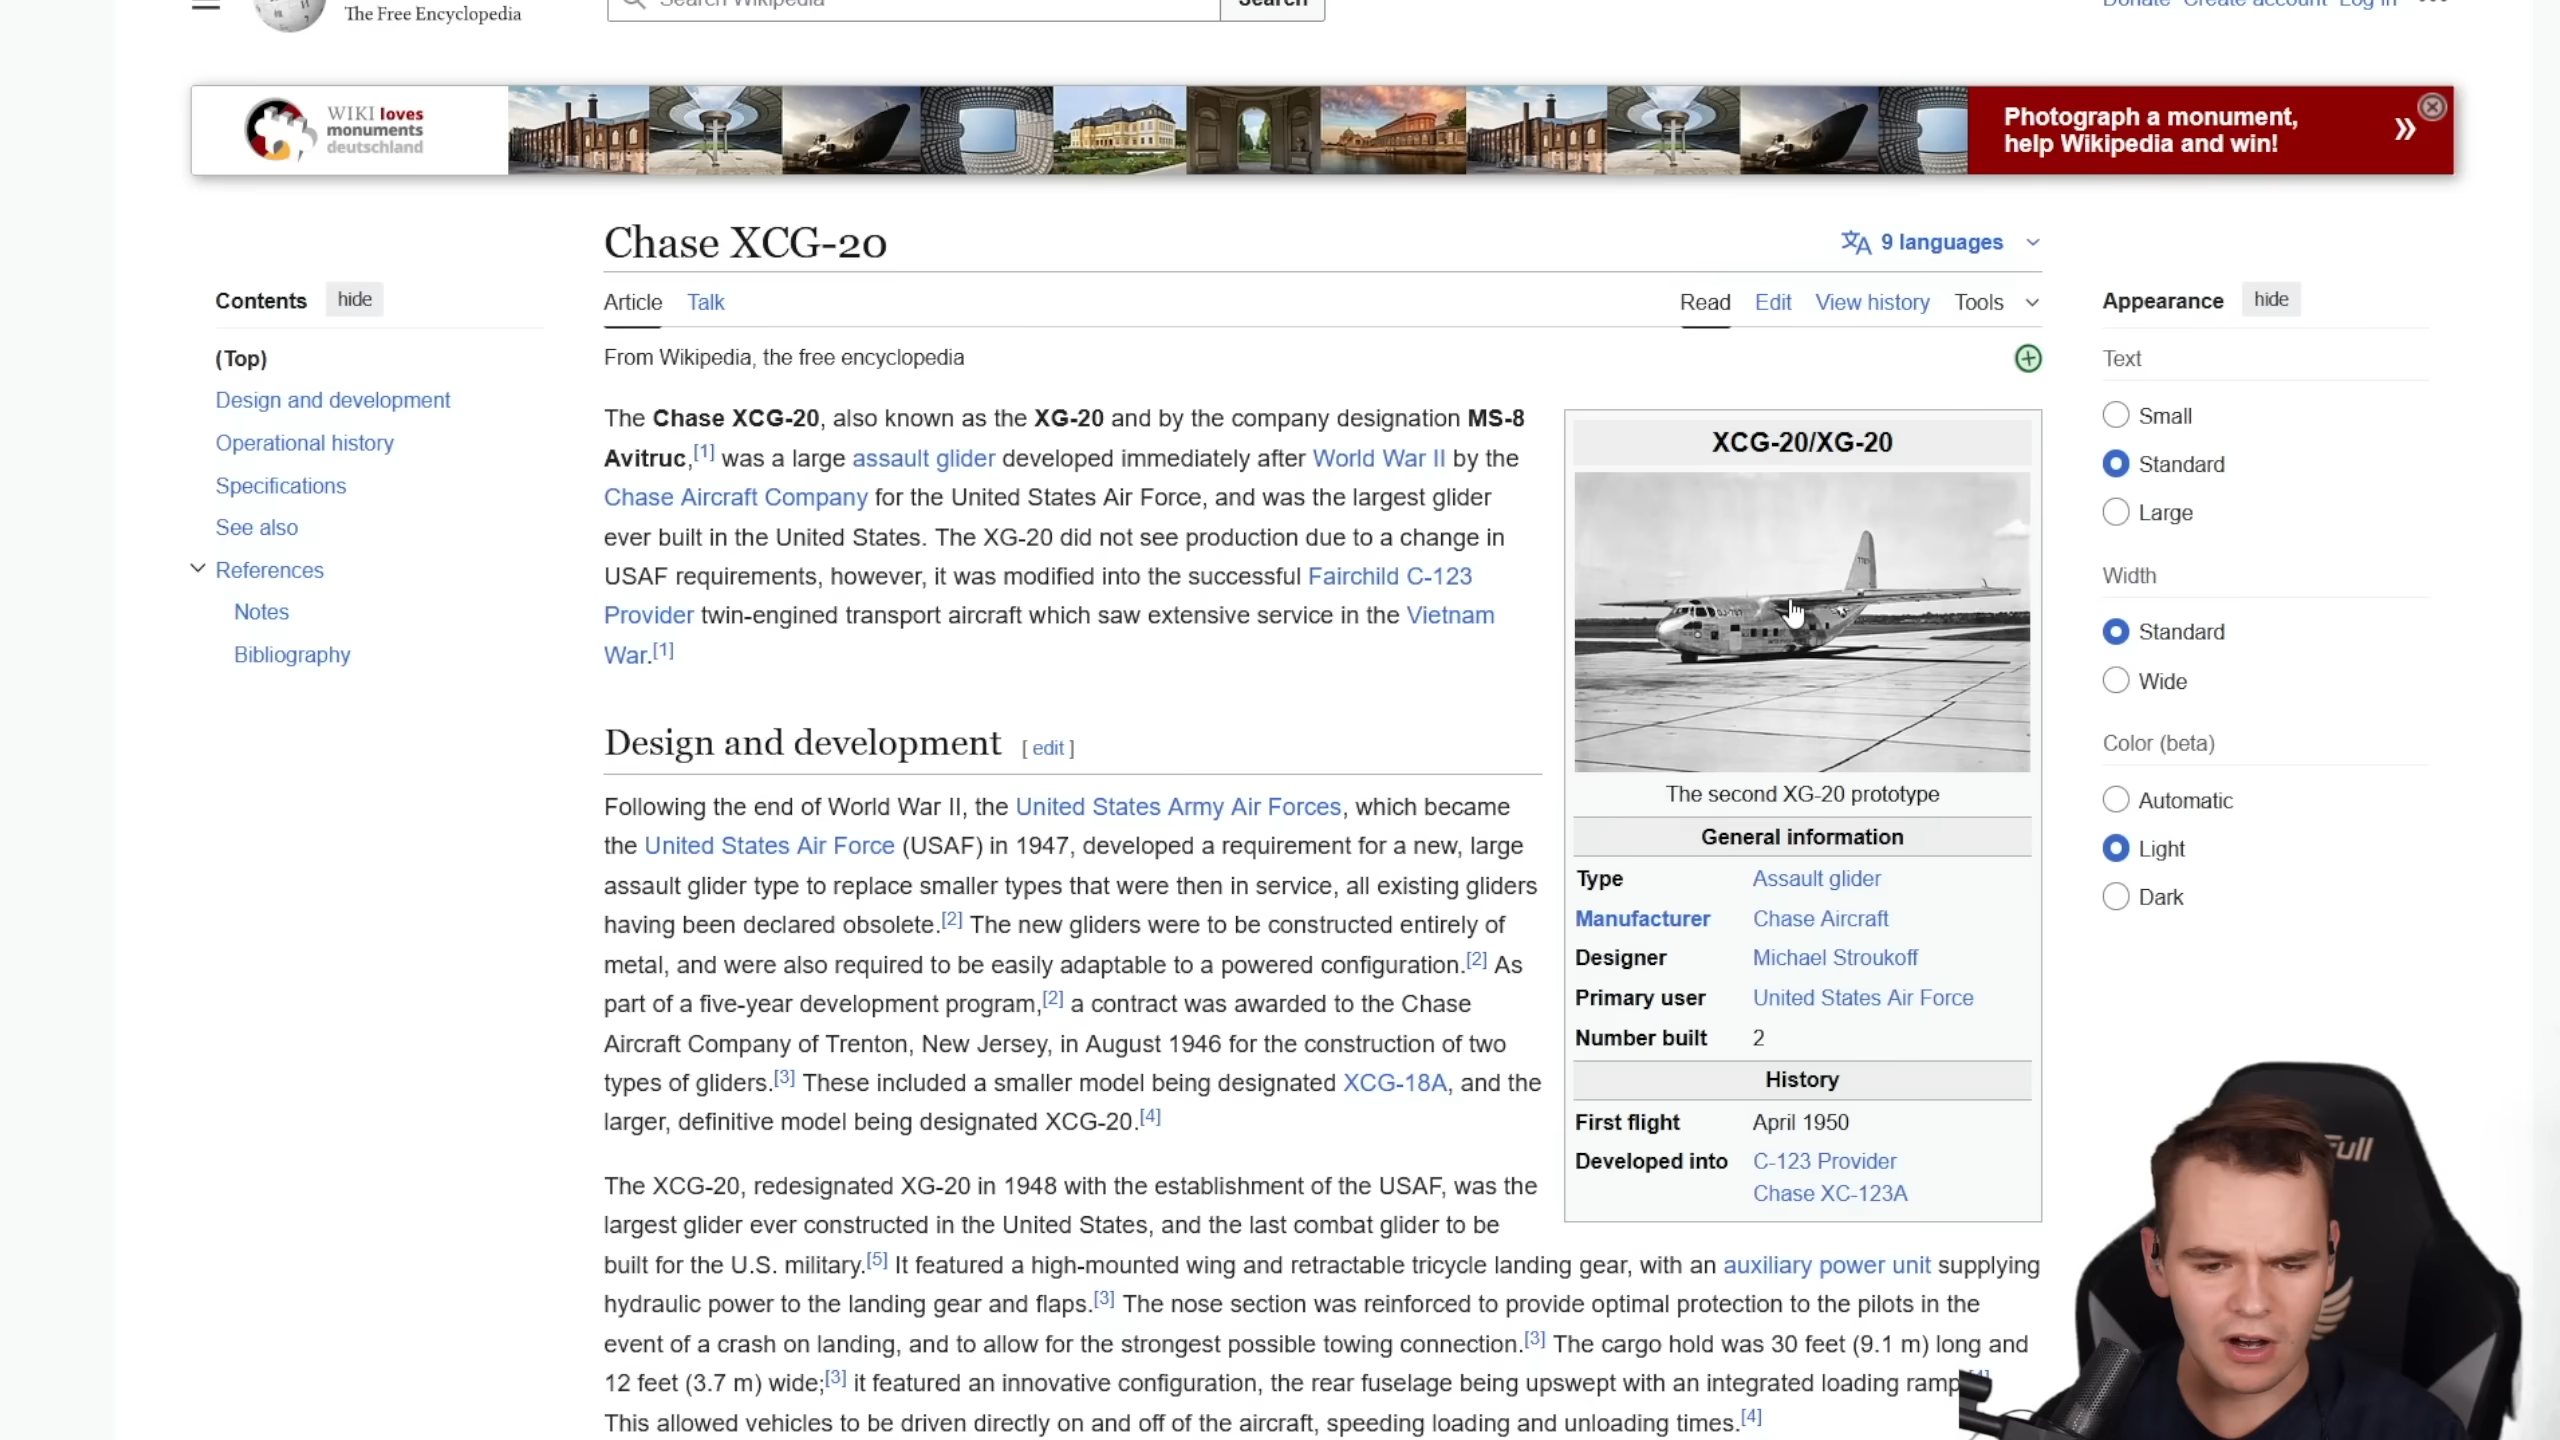 The Free Encyclopedia
Search Wikipedia
Search
Donate Create account Log in
WIKI loves
monuments
deutschland
Photograph a monument,
help Wikipedia and win!
Chase XCG-20
9 languages
Contents hide
Article Talk
Read Edit View history Tools
Appearance hide
(Top)
Design and development
Operational history
Specifications
See also
References
Notes
Bibliography
From Wikipedia, the free encyclopedia
The Chase XCG-20, also known as the XG-20 and by the company designation MS-8
Avitruc,[1] was a large assault glider developed immediately after World War II by the
Chase Aircraft Company for the United States Air Force, and was the largest glider
ever built in the United States. The XG-20 did not see production due to a change in
USAF requirements, however, it was modified into the successful Fairchild C-123
Provider twin-engined transport aircraft which saw extensive service in the Vietnam
War.[1]
Design and development [ edit ]
Following the end of World War II, the United States Army Air Forces, which became
the United States Air Force (USAF) in 1947, developed a requirement for a new, large
assault glider type to replace smaller types that were then in service, all existing gliders
having been declared obsolete.[2] The new gliders were to be constructed entirely of
metal, and were also required to be easily adaptable to a powered configuration.[2] As
part of a five-year development program,[2] a contract was awarded to the Chase
Aircraft Company of Trenton, New Jersey, in August 1946 for the construction of two
types of gliders.[3] These included a smaller model being designated XCG-18A, and the
larger, definitive model being designated XCG-20.[4]
The XCG-20, redesignated XG-20 in 1948 with the establishment of the USAF, was the
largest glider ever constructed in the United States, and the last combat glider to be
built for the U.S. military.[5] It featured a high-mounted wing and retractable tricycle landing gear, with an auxiliary power unit supplying
hydraulic power to the landing gear and flaps.[3] The nose section was reinforced to provide optimal protection to the pilots in the
event of a crash on landing, and to allow for the strongest possible towing connection.[3] The cargo hold was 30 feet (9.1 m) long and
12 feet (3.7 m) wide;[3] it featured an innovative configuration, the rear fuselage being upswept with an integrated loading ramp
This allowed vehicles to be driven directly on and off of the aircraft, speeding loading and unloading times.[4]
XCG-20/XG-20
The second XG-20 prototype
General information
Type Assault glider
Manufacturer Chase Aircraft
Designer Michael Stroukoff
Primary user United States Air Force
Number built 2
History
First flight April 1950
Developed into C-123 Provider
Chase XC-123A
Text
Small
Standard
Large
Width
Standard
Wide
Color (beta)
Automatic
Light
Dark